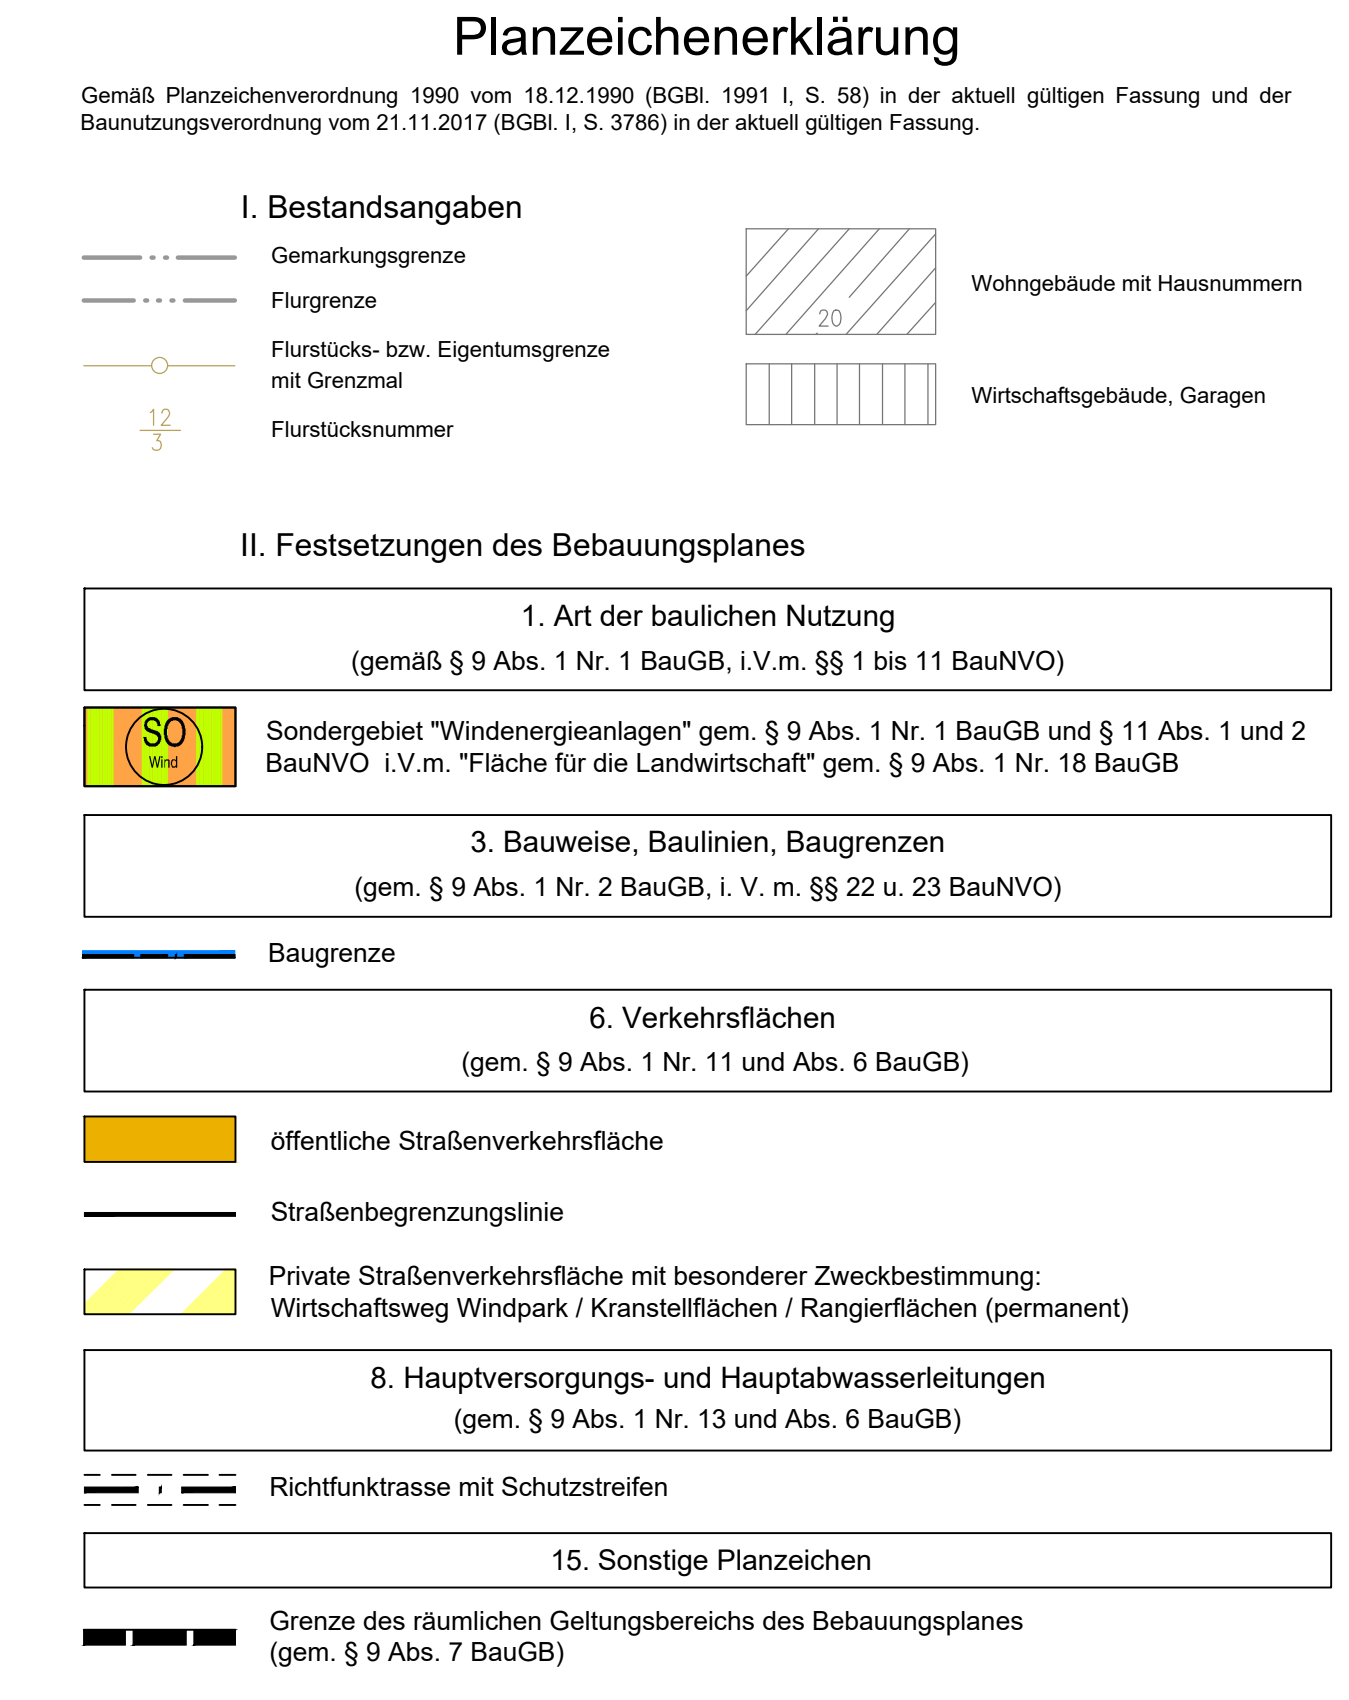 Planzeichenerklärung
Gemäß Planzeichenverordnung 1990 vom 18.12.1990 (BGBl. 1991 I, S. 58) in der aktuell gültigen Fassung und der
Baunutzungsverordnung vom 21.11.2017 (BGBl. I, S. 3786) in der aktuell gültigen Fassung.
I. Bestandsangaben
Gemarkungsgrenze
Flurgrenze
Flurstücks- bzw. Eigentumsgrenze
mit Grenzmal
12
3
Flurstücksnummer
20
Wohngebäude mit Hausnummern
Wirtschaftsgebäude, Garagen
II. Festsetzungen des Bebauungsplanes
1. Art der baulichen Nutzung
(gemäß § 9 Abs. 1 Nr. 1 BauGB, i.V.m. §§ 1 bis 11 BauNVO)
SO
Wind
Sondergebiet "Windenergieanlagen" gem. § 9 Abs. 1 Nr. 1 BauGB und § 11 Abs. 1 und 2
BauNVO i.V.m. "Fläche für die Landwirtschaft" gem. § 9 Abs. 1 Nr. 18 BauGB
3. Bauweise, Baulinien, Baugrenzen
(gem. § 9 Abs. 1 Nr. 2 BauGB, i. V. m. §§ 22 u. 23 BauNVO)
Baugrenze
6. Verkehrsflächen
(gem. § 9 Abs. 1 Nr. 11 und Abs. 6 BauGB)
öffentliche Straßenverkehrsfläche
Straßenbegrenzungslinie
Private Straßenverkehrsfläche mit besonderer Zweckbestimmung:
Wirtschaftsweg Windpark / Kranstellflächen / Rangierflächen (permanent)
8. Hauptversorgungs- und Hauptabwasserleitungen
(gem. § 9 Abs. 1 Nr. 13 und Abs. 6 BauGB)
Richtfunktrasse mit Schutzstreifen
15. Sonstige Planzeichen
Grenze des räumlichen Geltungsbereichs des Bebauungsplanes
(gem. § 9 Abs. 7 BauGB)